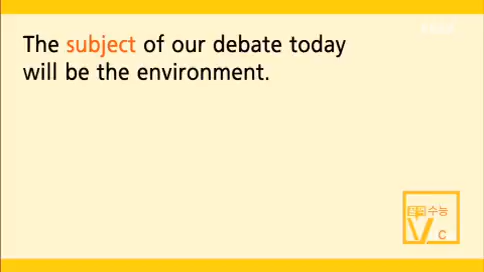 The subject of our debate today
will be the environment.
수능
V c